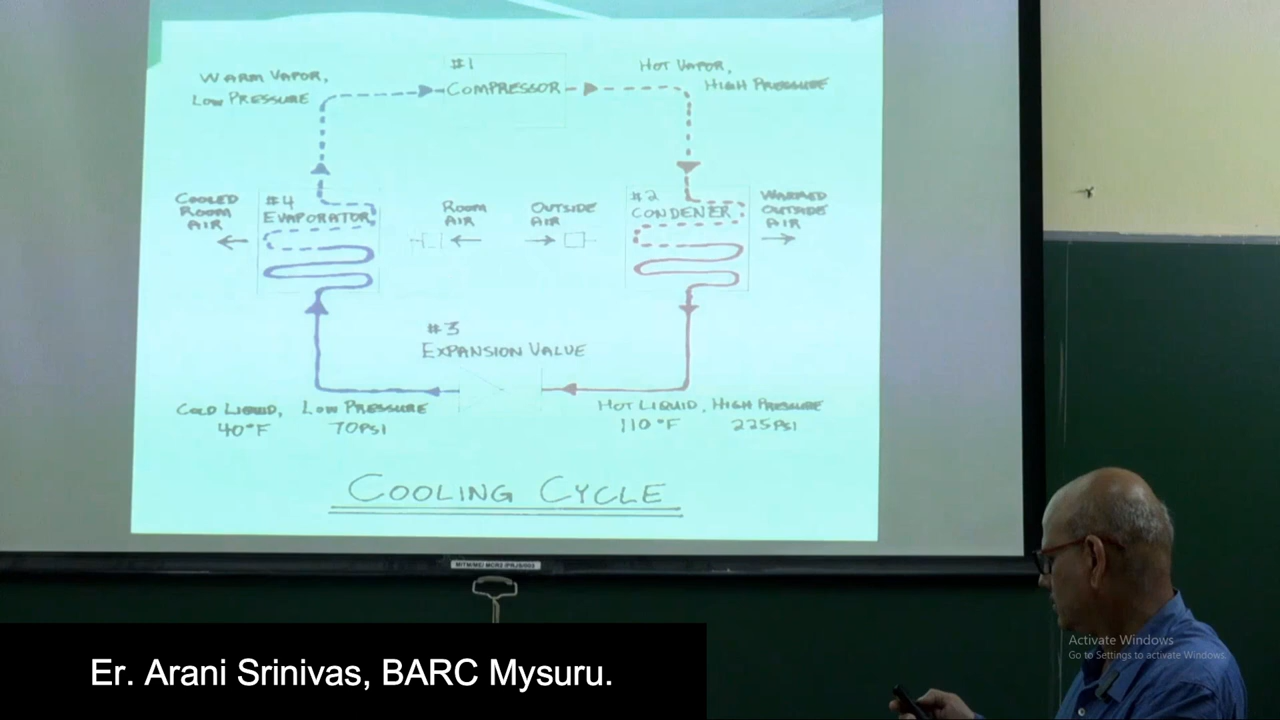 #1
COMPRESSOR
WARM VAPOR,
LOW PRESSURE
HOT VAPOR,
HIGH PRESSURE
COOLED
ROOM
AIR
#4
EVAPORATOR
ROOM
AIR
OUTSIDE
AIR
#2
CONDENER
WARMED
OUTSIDE
AIR
#3
EXPANSION VALUE
COLD LIQUID, LOW PRESSURE
40°F 70PSI
HOT LIQUID, HIGH PRESSURE
110°F 225PSI
COOLING CYCLE
Activate Windows
Go to Settings to activate Windows.
Er. Arani Srinivas, BARC Mysuru.